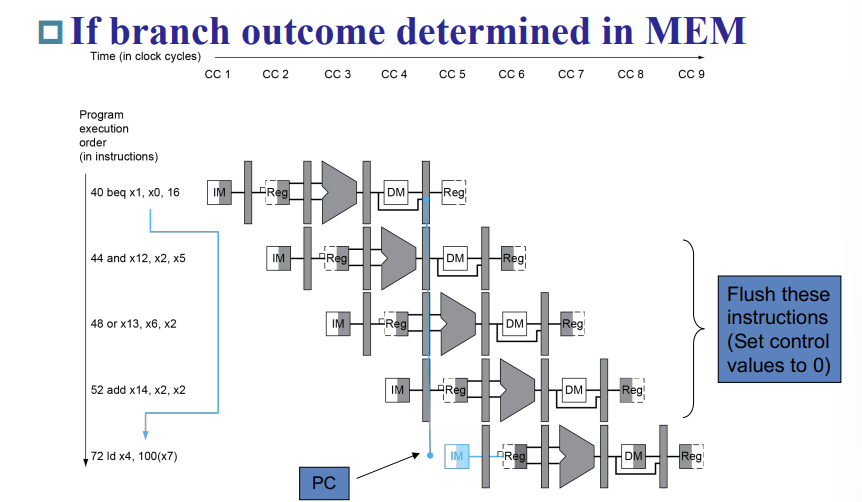 If branch outcome determined in MEM
Time (in clock cycles)
CC 1 CC 2 CC 3 CC 4 CC 5 CC 6 CC 7 CC 8 CC 9
Program
execution
order
(in instructions)
40 beq x1, x0, 16
IM Reg DM Reg
44 and x12, x2, x5
IM Reg DM Reg
48 or x13, x6, x2
IM Reg DM Reg
52 add x14, x2, x2
IM Reg DM Reg
72 ld x4, 100(x7)
IM Reg DM Reg
Flush these
instructions
(Set control
values to 0)
PC